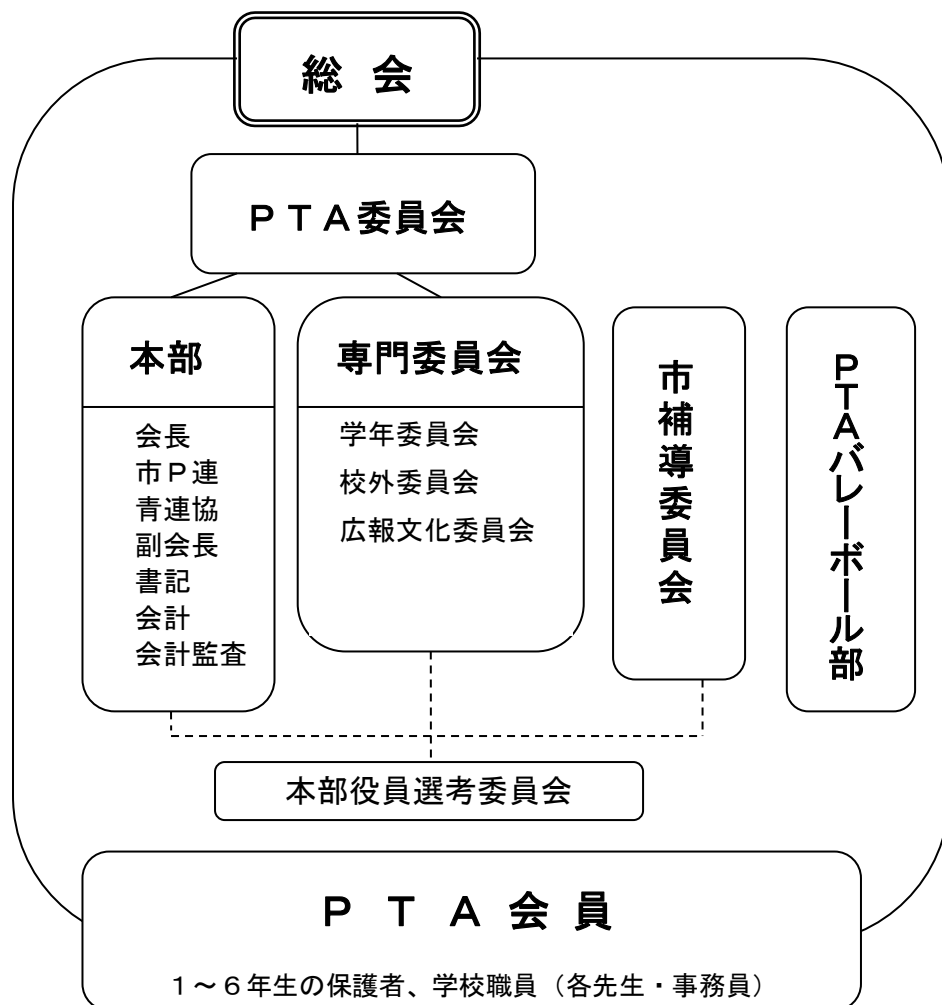 総 会
ＰＴＡ委員会
本部
会長
市Ｐ連
青連協
副会長
書記
会計
会計監査
専門委員会
学年委員会
校外委員会
広報文化委員会
市補導委員会
ＰＴＡバレーボール部
本部役員選考委員会
Ｐ Ｔ Ａ 会 員
１～６年生の保護者、学校職員（各先生・事務員）